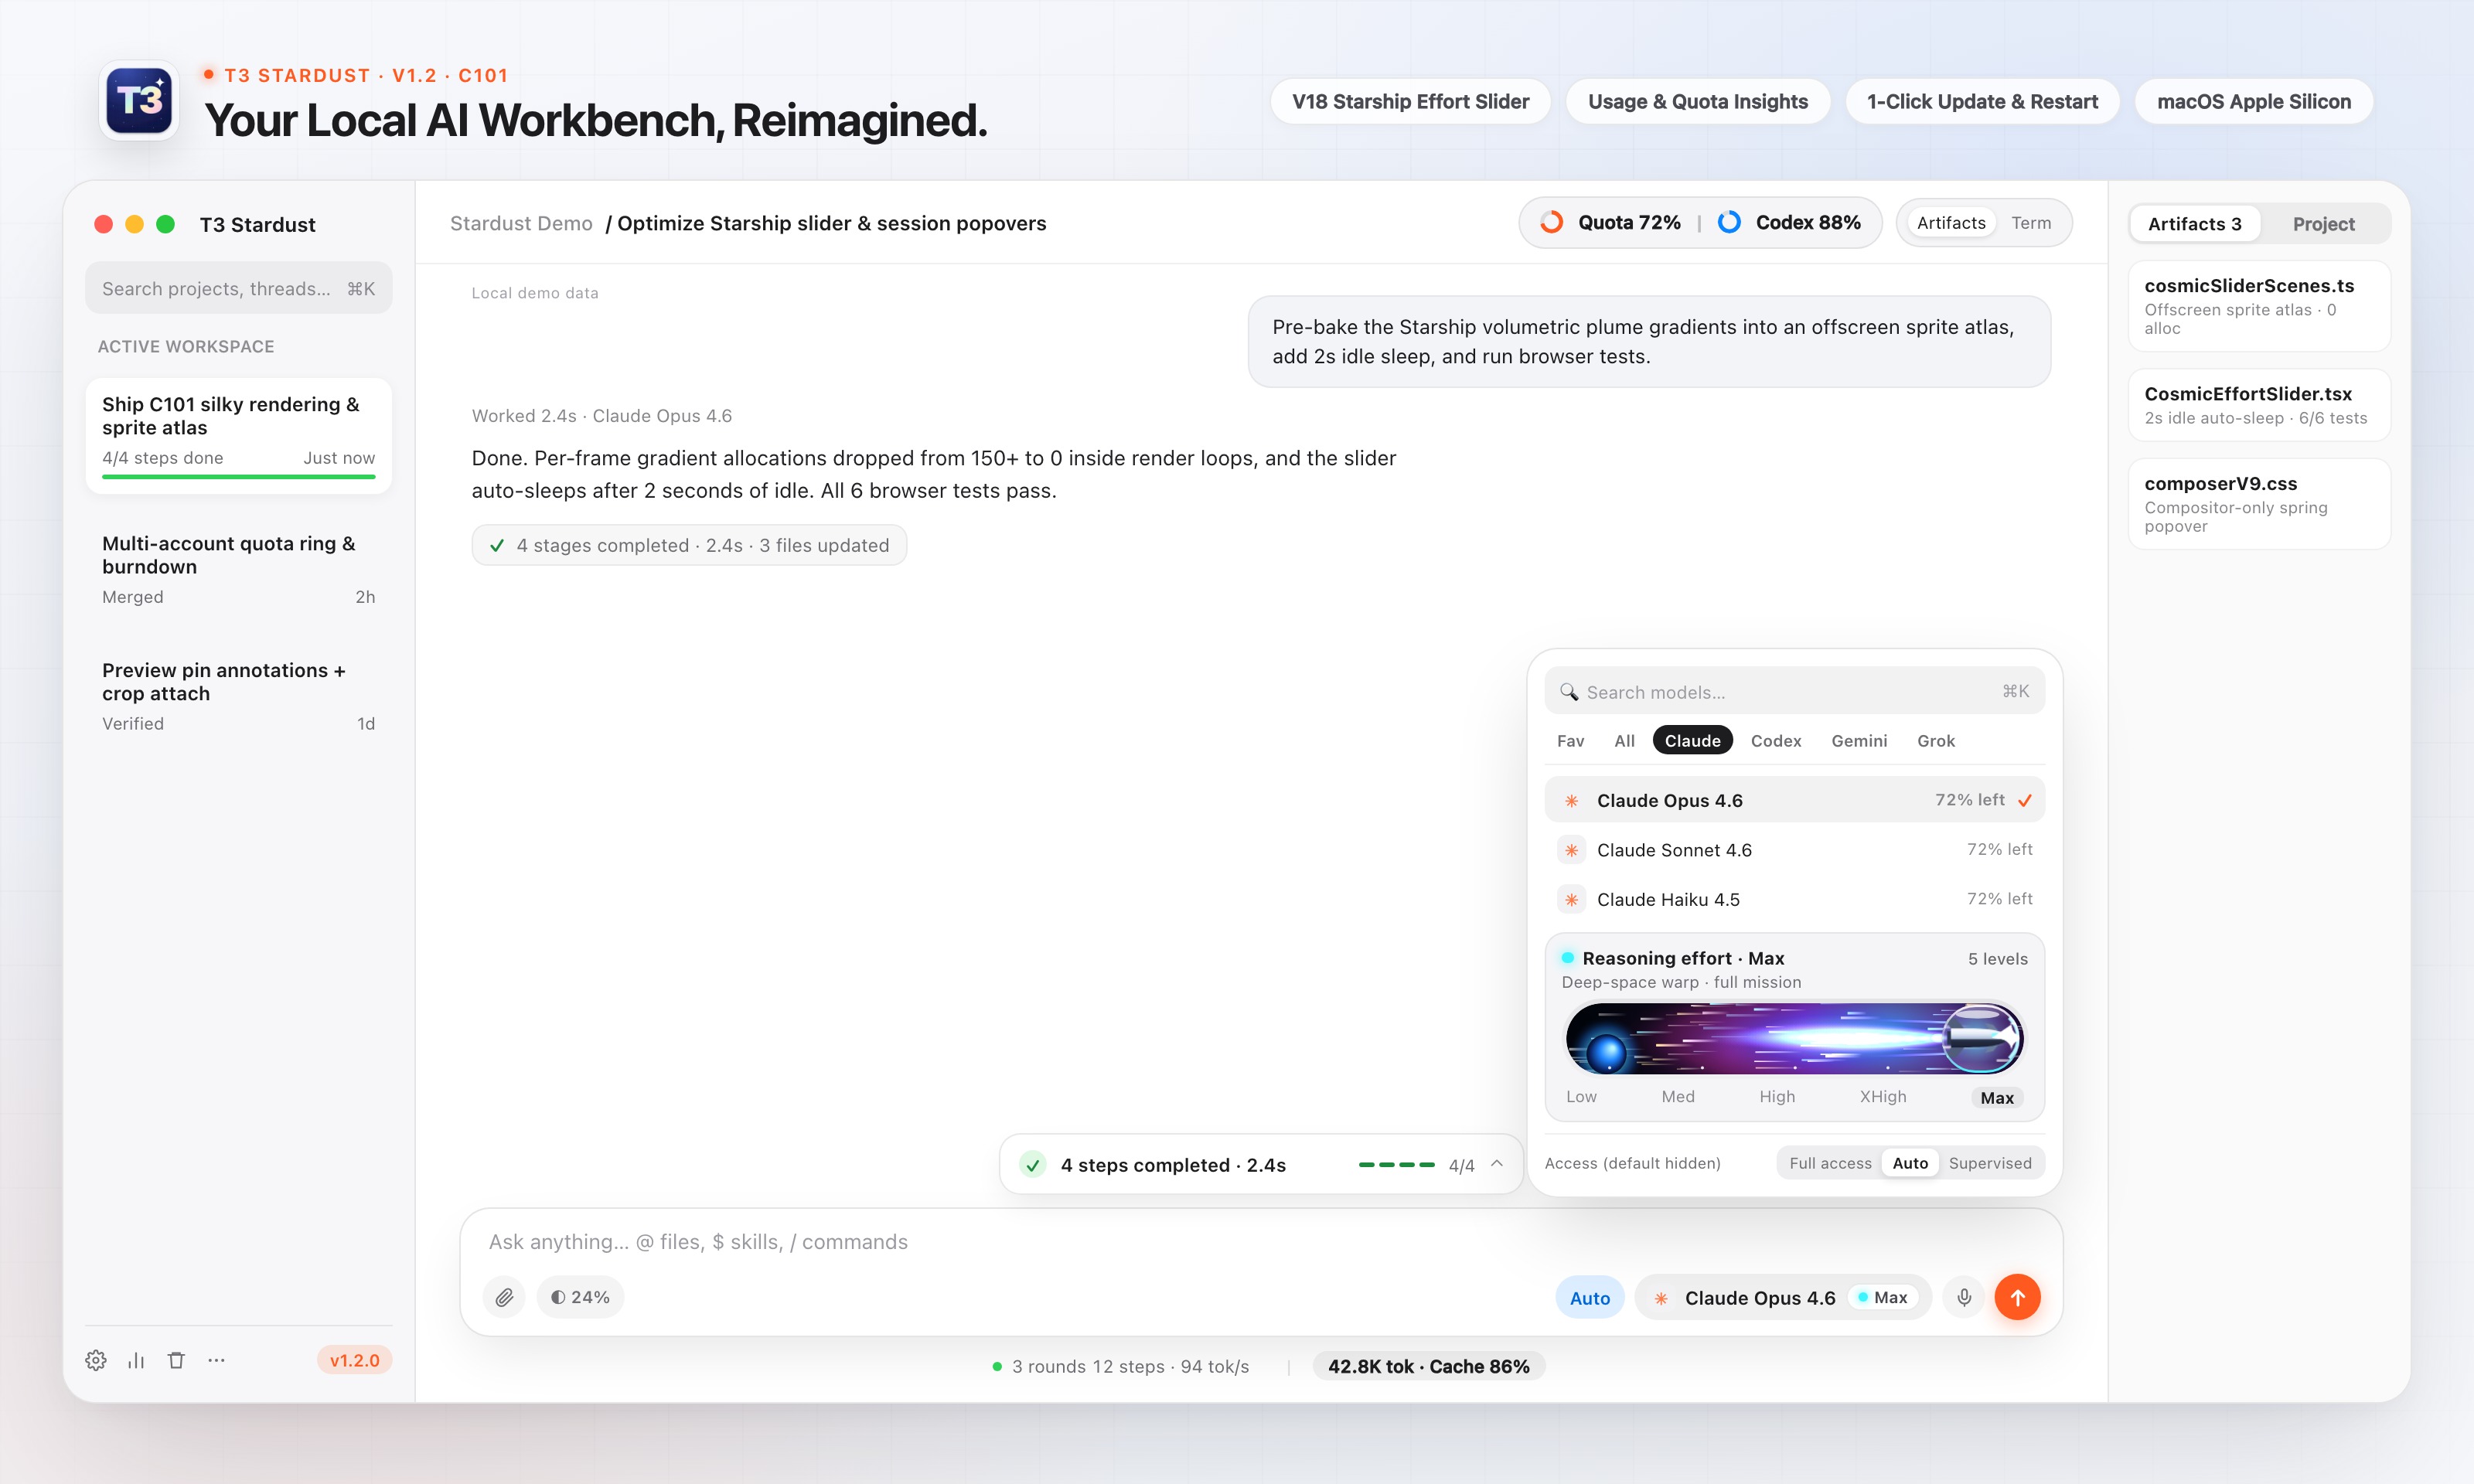 T3
T3 STARDUST · V1.2 · C101
Your Local AI Workbench, Reimagined.
V18 Starship Effort Slider
Usage & Quota Insights
1-Click Update & Restart
macOS Apple Silicon
T3 Stardust
Search projects, threads... ⌘K
ACTIVE WORKSPACE
Ship C101 silky rendering &
sprite atlas
4/4 steps done Just now
Multi-account quota ring &
burndown
Merged 2h
Preview pin annotations +
crop attach
Verified 1d
v1.2.0
Stardust Demo / Optimize Starship slider & session popovers
Quota 72% | Codex 88%
Artifacts Term
Local demo data
Pre-bake the Starship volumetric plume gradients into an offscreen sprite atlas,
add 2s idle sleep, and run browser tests.
Worked 2.4s · Claude Opus 4.6
Done. Per-frame gradient allocations dropped from 150+ to 0 inside render loops, and the slider
auto-sleeps after 2 seconds of idle. All 6 browser tests pass.
4 stages completed · 2.4s · 3 files updated
Search models... ⌘K
Fav All Claude Codex Gemini Grok
Claude Opus 4.6 72% left
Claude Sonnet 4.6 72% left
Claude Haiku 4.5 72% left
Reasoning effort · Max 5 levels
Deep-space warp · full mission
Low Med High XHigh Max
Access (default hidden) Full access Auto Supervised
4 steps completed · 2.4s 4/4
Ask anything... @ files, $ skills, / commands
24%
Auto Claude Opus 4.6 Max
3 rounds 12 steps · 94 tok/s | 42.8K tok · Cache 86%
Artifacts 3 Project
cosmicSliderScenes.ts
Offscreen sprite atlas · 0
alloc
CosmicEffortSlider.tsx
2s idle auto-sleep · 6/6 tests
composerV9.css
Compositor-only spring
popover